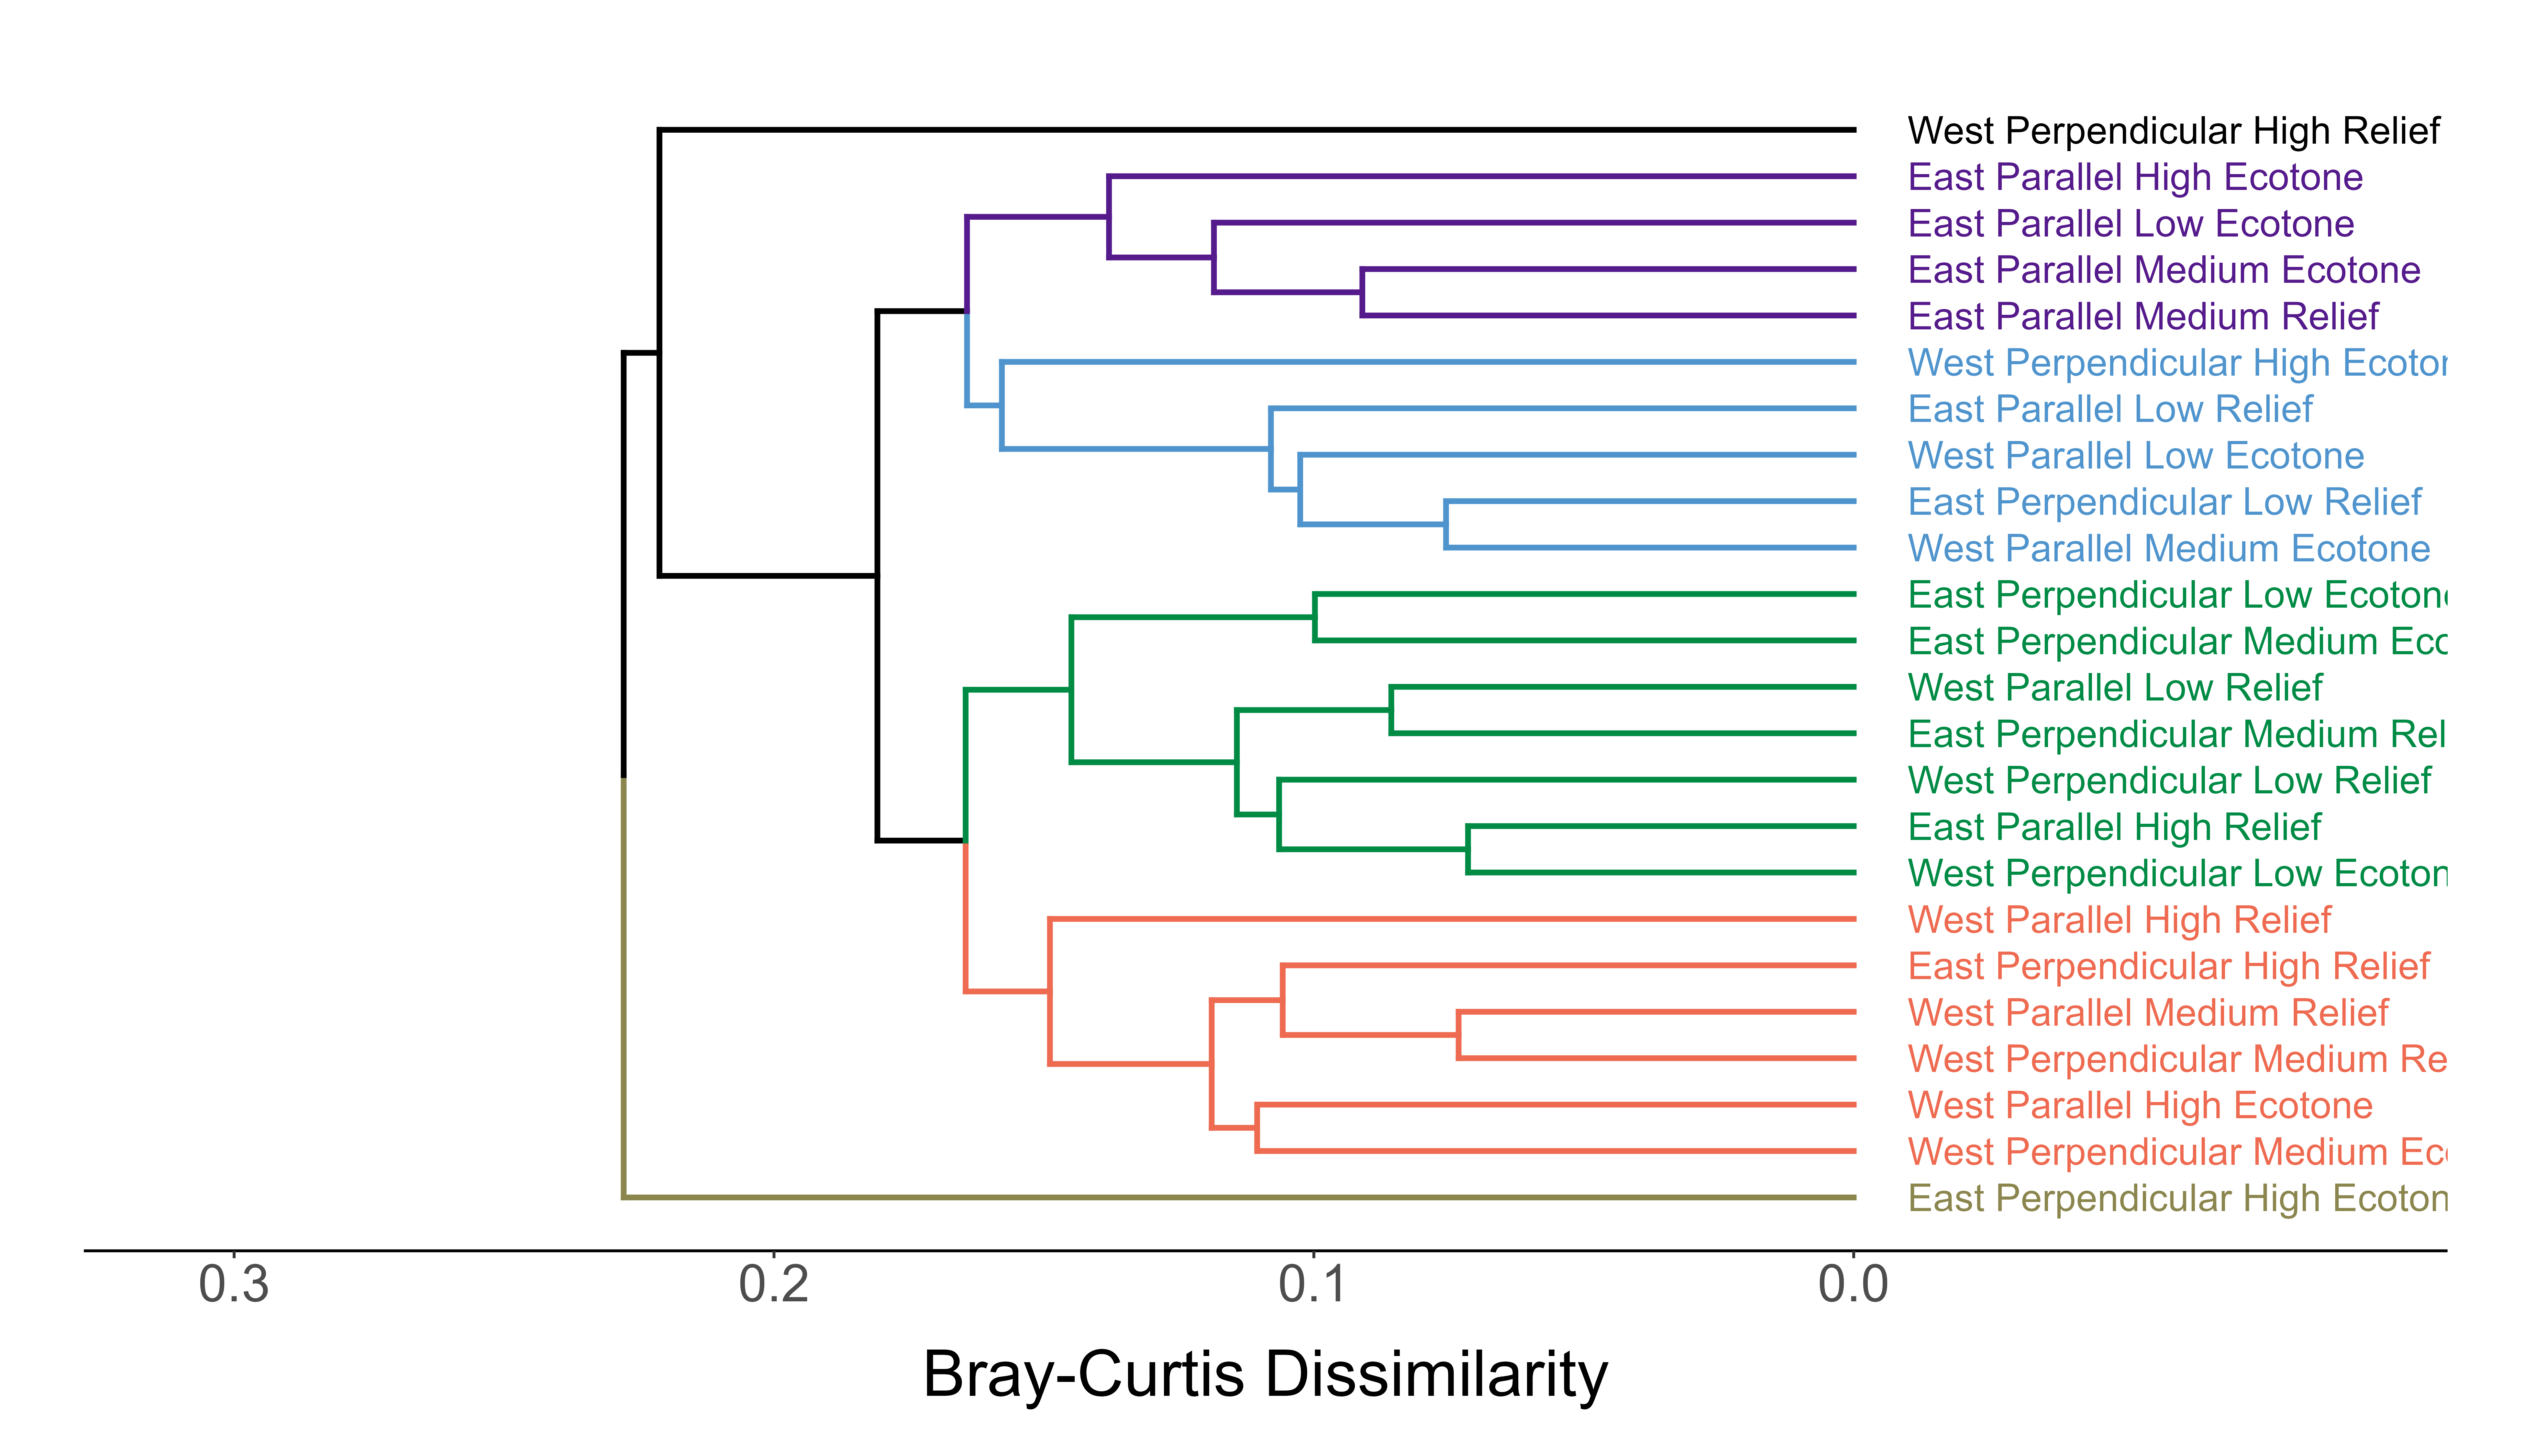 West Perpendicular High Relief
East Parallel High Ecotone
East Parallel Low Ecotone
East Parallel Medium Ecotone
East Parallel Medium Relief
West Perpendicular High Ecotor
East Parallel Low Relief
West Parallel Low Ecotone
East Perpendicular Low Relief
West Parallel Medium Ecotone
East Perpendicular Low Ecotone
East Perpendicular Medium Ecc
West Parallel Low Relief
East Perpendicular Medium Rel
West Perpendicular Low Relief
East Parallel High Relief
West Perpendicular Low Ecoton
West Parallel High Relief
East Perpendicular High Relief
West Parallel Medium Relief
West Perpendicular Medium Re
West Parallel High Ecotone
West Perpendicular Medium Ec
East Perpendicular High Ecoton
0.3 0.2 0.1 0.0
Bray-Curtis Dissimilarity